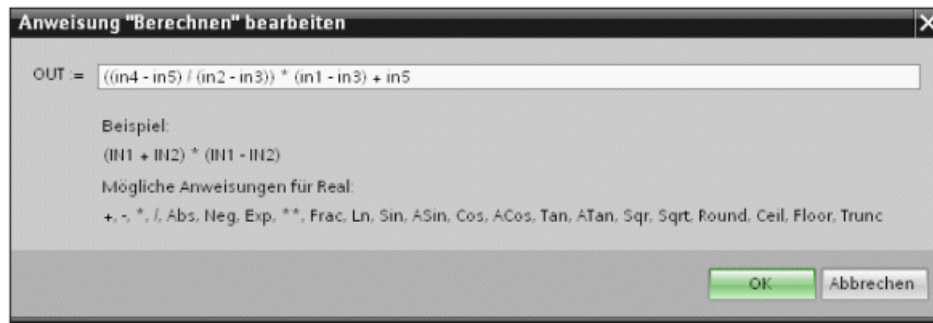 Anweisung "Berechnen" bearbeiten
OUT := ((in4 - in5) / (in2 - in3)) * (in1 - in3) + in5
Beispiel:
(IN1 + IN2) * (IN1 - IN2)
Mögliche Anweisungen für Real:
+, -, *, /, Abs, Neg, Exp, **, Frac, Ln, Sin, ASin, Cos, ACos, Tan, ATan, Sqr, Sqrt, Round, Ceil, Floor, Trunc
OK Abbrechen